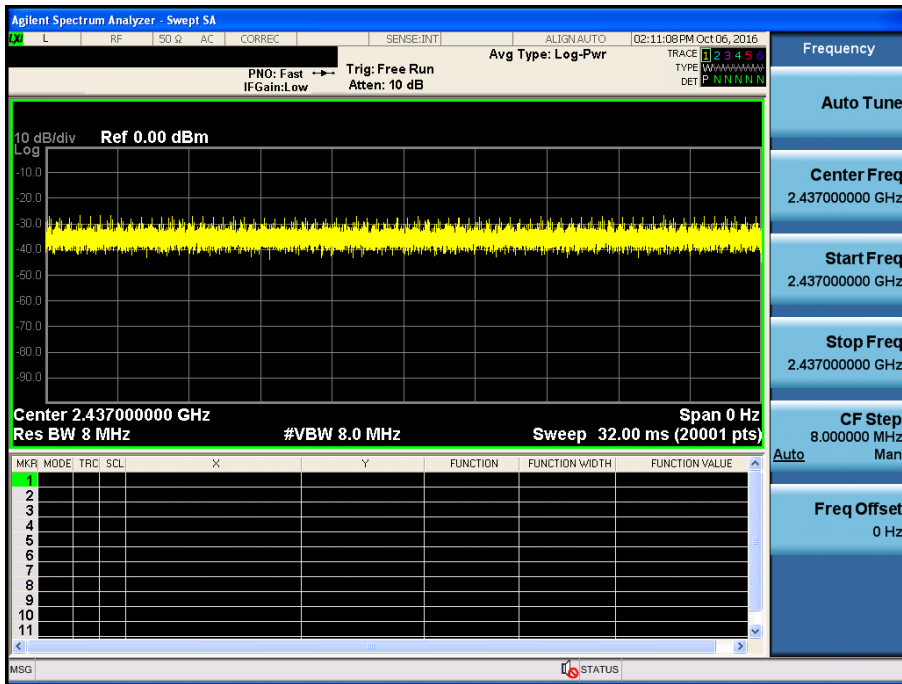 Agilent Spectrum Analyzer - Swept SA
LXI L RF 50 Ω AC CORREC SENSE:INT ALIGN AUTO 02:11:08 PM Oct 06, 2016
Avg Type: Log-Pwr
TRACE 1 2 3 4 5 6
TYPE WWWWWWW
DET P N N N N N
PNO: Fast
IFGain:Low
Trig: Free Run
Atten: 10 dB
10 dB/div Ref 0.00 dBm
Log
-10.0
-20.0
-30.0
-40.0
-50.0
-60.0
-70.0
-80.0
-90.0
Center 2.437000000 GHz Span 0 Hz
Res BW 8 MHz #VBW 8.0 MHz Sweep 32.00 ms (20001 pts)
MKR MODE TRC SCL X Y FUNCTION FUNCTION WIDTH FUNCTION VALUE
1
2
3
4
5
6
7
8
9
10
11
MSG STATUS
Frequency
Auto Tune
Center Freq
2.437000000 GHz
Start Freq
2.437000000 GHz
Stop Freq
2.437000000 GHz
CF Step
8.000000 MHz
Auto Man
Freq Offset
0 Hz